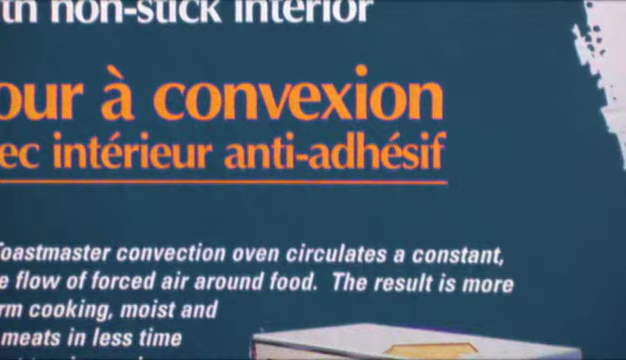 th non-stick interior
our à convexion
ec intérieur anti-adhésif
Toastmaster convection oven circulates a constant,
e flow of forced air around food. The result is more
rm cooking, moist and
meats in less time